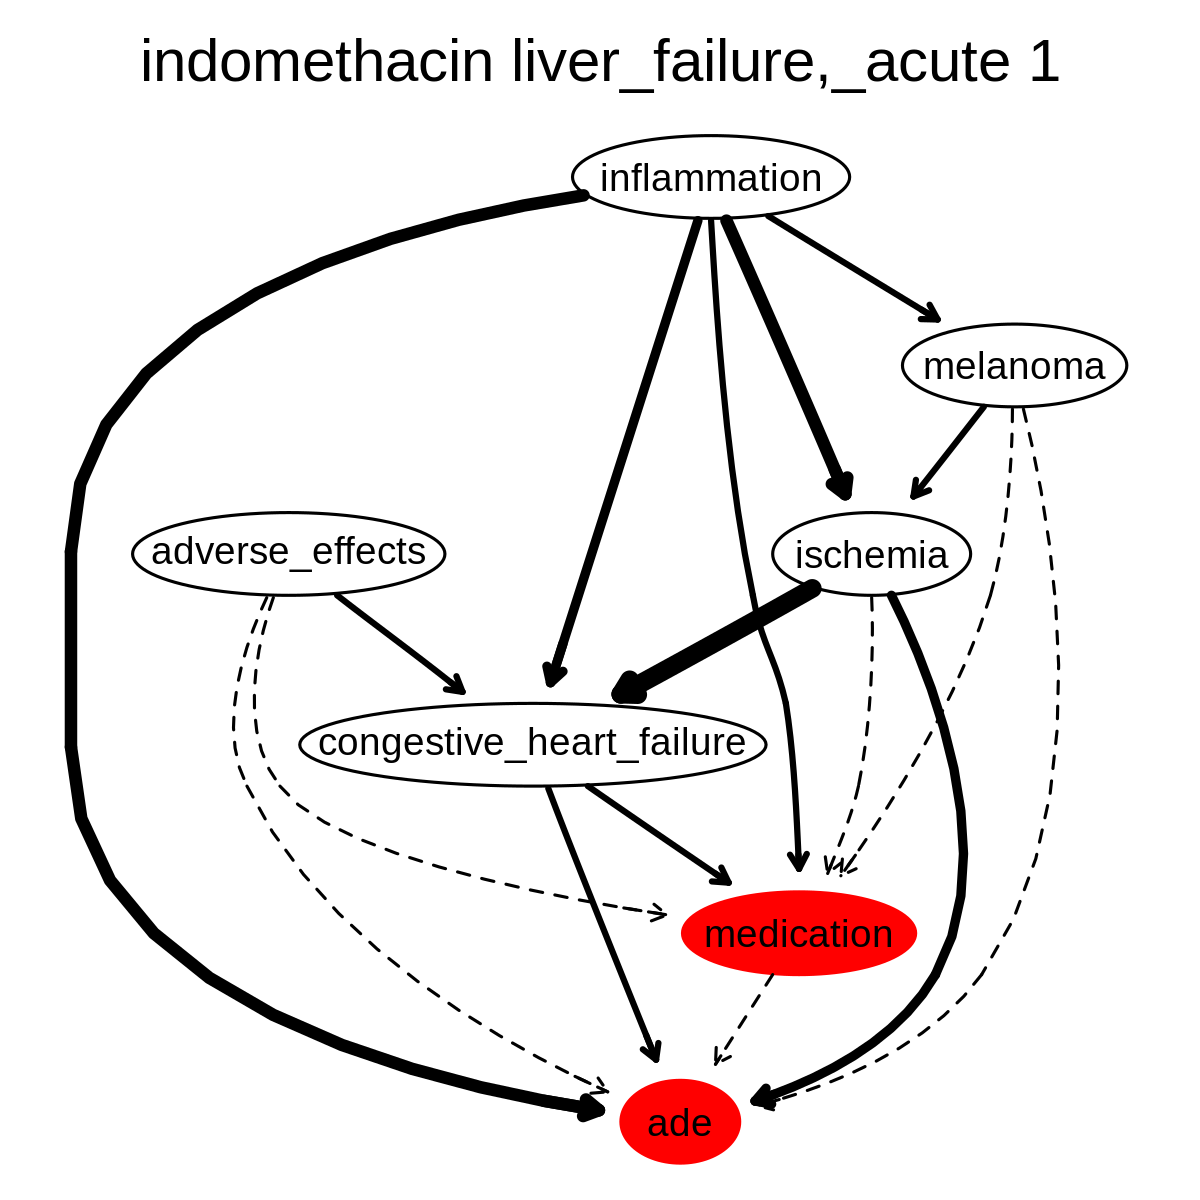 indomethacin liver_failure,_acute 1
inflammation
melanoma
adverse_effects
ischemia
congestive_heart_failure
medication
ade